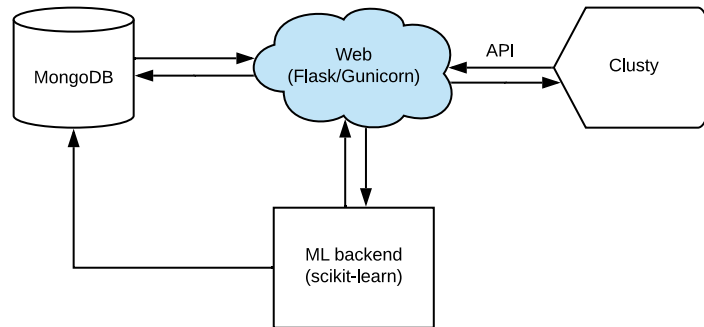 MongoDB
Web
(Flask/Gunicorn)
API
Clusty
ML backend
(scikit-learn)